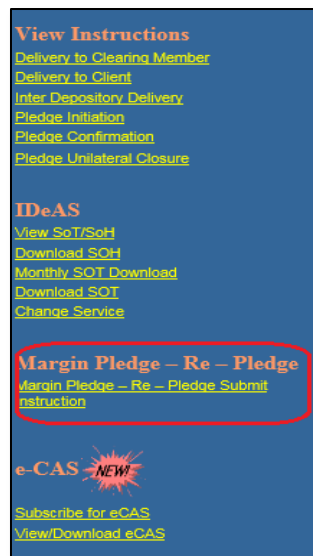 View Instructions
Delivery to Clearing Member
Delivery to Client
Inter Depository Delivery
Pledge Initiation
Pledge Confirmation
Pledge Unilateral Closure
IDeAS
View SoT/SoH
Download SOH
Monthly SOT Download
Download SOT
Change Service
Margin Pledge – Re – Pledge
Margin Pledge – Re – Pledge Submit
Instruction
e-CAS NEW!
Subscribe for eCAS
View/Download eCAS